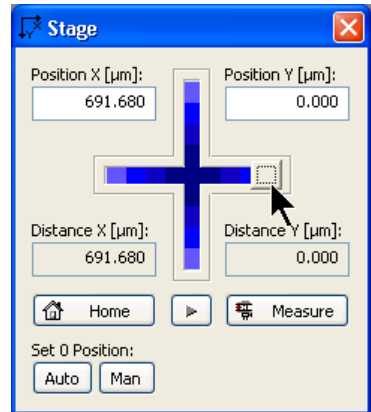 Stage
Position X [µm]: Position Y [µm]:
691.680 0.000
Distance X [µm]: Distance Y [µm]:
691.680 0.000
Home Measure
Set 0 Position:
Auto Man